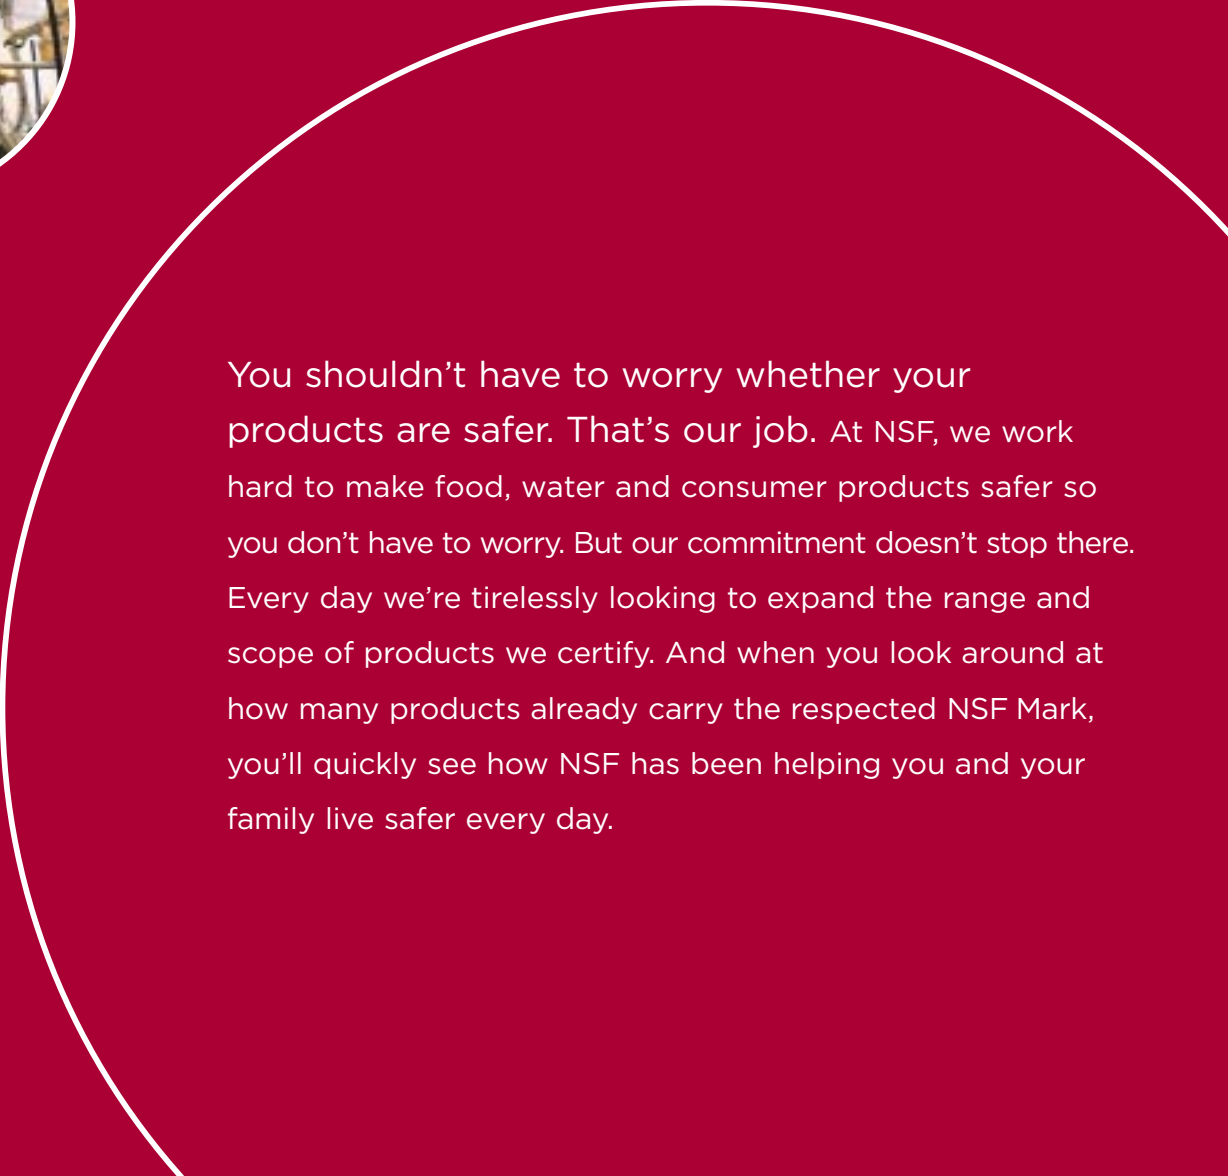 You shouldn’t have to worry whether your
products are safer. That’s our job. At NSF, we work
hard to make food, water and consumer products safer so
you don’t have to worry. But our commitment doesn’t stop there.
Every day we’re tirelessly looking to expand the range and
scope of products we certify. And when you look around at
how many products already carry the respected NSF Mark,
you’ll quickly see how NSF has been helping you and your
family live safer every day.